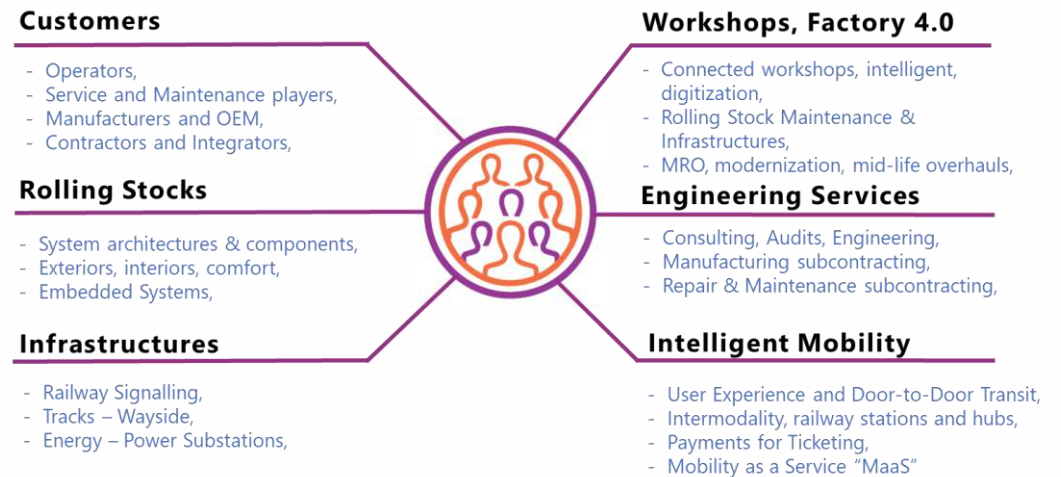 Customers
- Operators,
- Service and Maintenance players,
- Manufacturers and OEM,
- Contractors and Integrators,
Rolling Stocks
- System architectures & components,
- Exteriors, interiors, comfort,
- Embedded Systems,
Infrastructures
- Railway Signalling,
- Tracks – Wayside,
- Energy – Power Substations,
Workshops, Factory 4.0
- Connected workshops, intelligent,
digitization,
- Rolling Stock Maintenance &
Infrastructures,
- MRO, modernization, mid-life overhauls,
Engineering Services
- Consulting, Audits, Engineering,
- Manufacturing subcontracting,
- Repair & Maintenance subcontracting,
Intelligent Mobility
- User Experience and Door-to-Door Transit,
- Intermodality, railway stations and hubs,
- Payments for Ticketing,
- Mobility as a Service “MaaS”